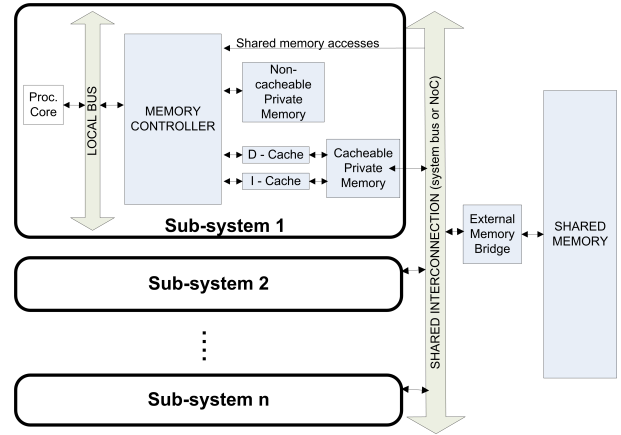 Shared memory accesses
Proc.
Core
LOCAL BUS
MEMORY
CONTROLLER
Non-
cacheable
Private
Memory
D - Cache
I - Cache
Cacheable
Private
Memory
Sub-system 1
Sub-system 2
Sub-system n
SHARED INTERCONNECTION (system bus or NoC)
External
Memory
Bridge
SHARED
MEMORY